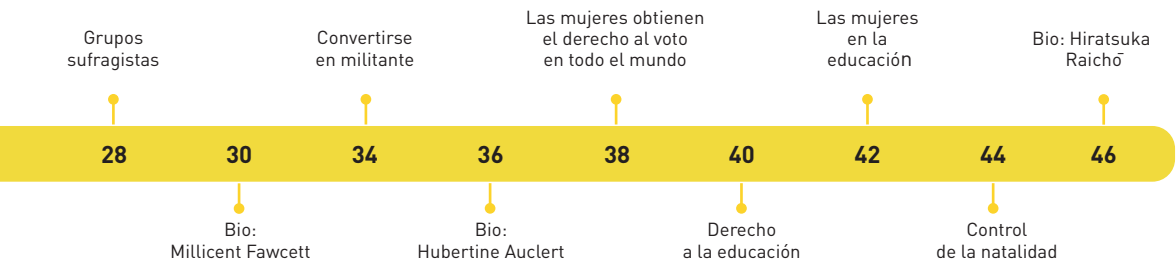 Grupos
sufragistas
Convertirse
en militante
Las mujeres obtienen
el derecho al voto
en todo el mundo
Las mujeres
en la
educación
Bio: Hiratsuka
Raichō
28 30 34 36 38 40 42 44 46
Bio:
Millicent Fawcett
Bio:
Hubertine Auclert
Derecho
a la educación
Control
de la natalidad